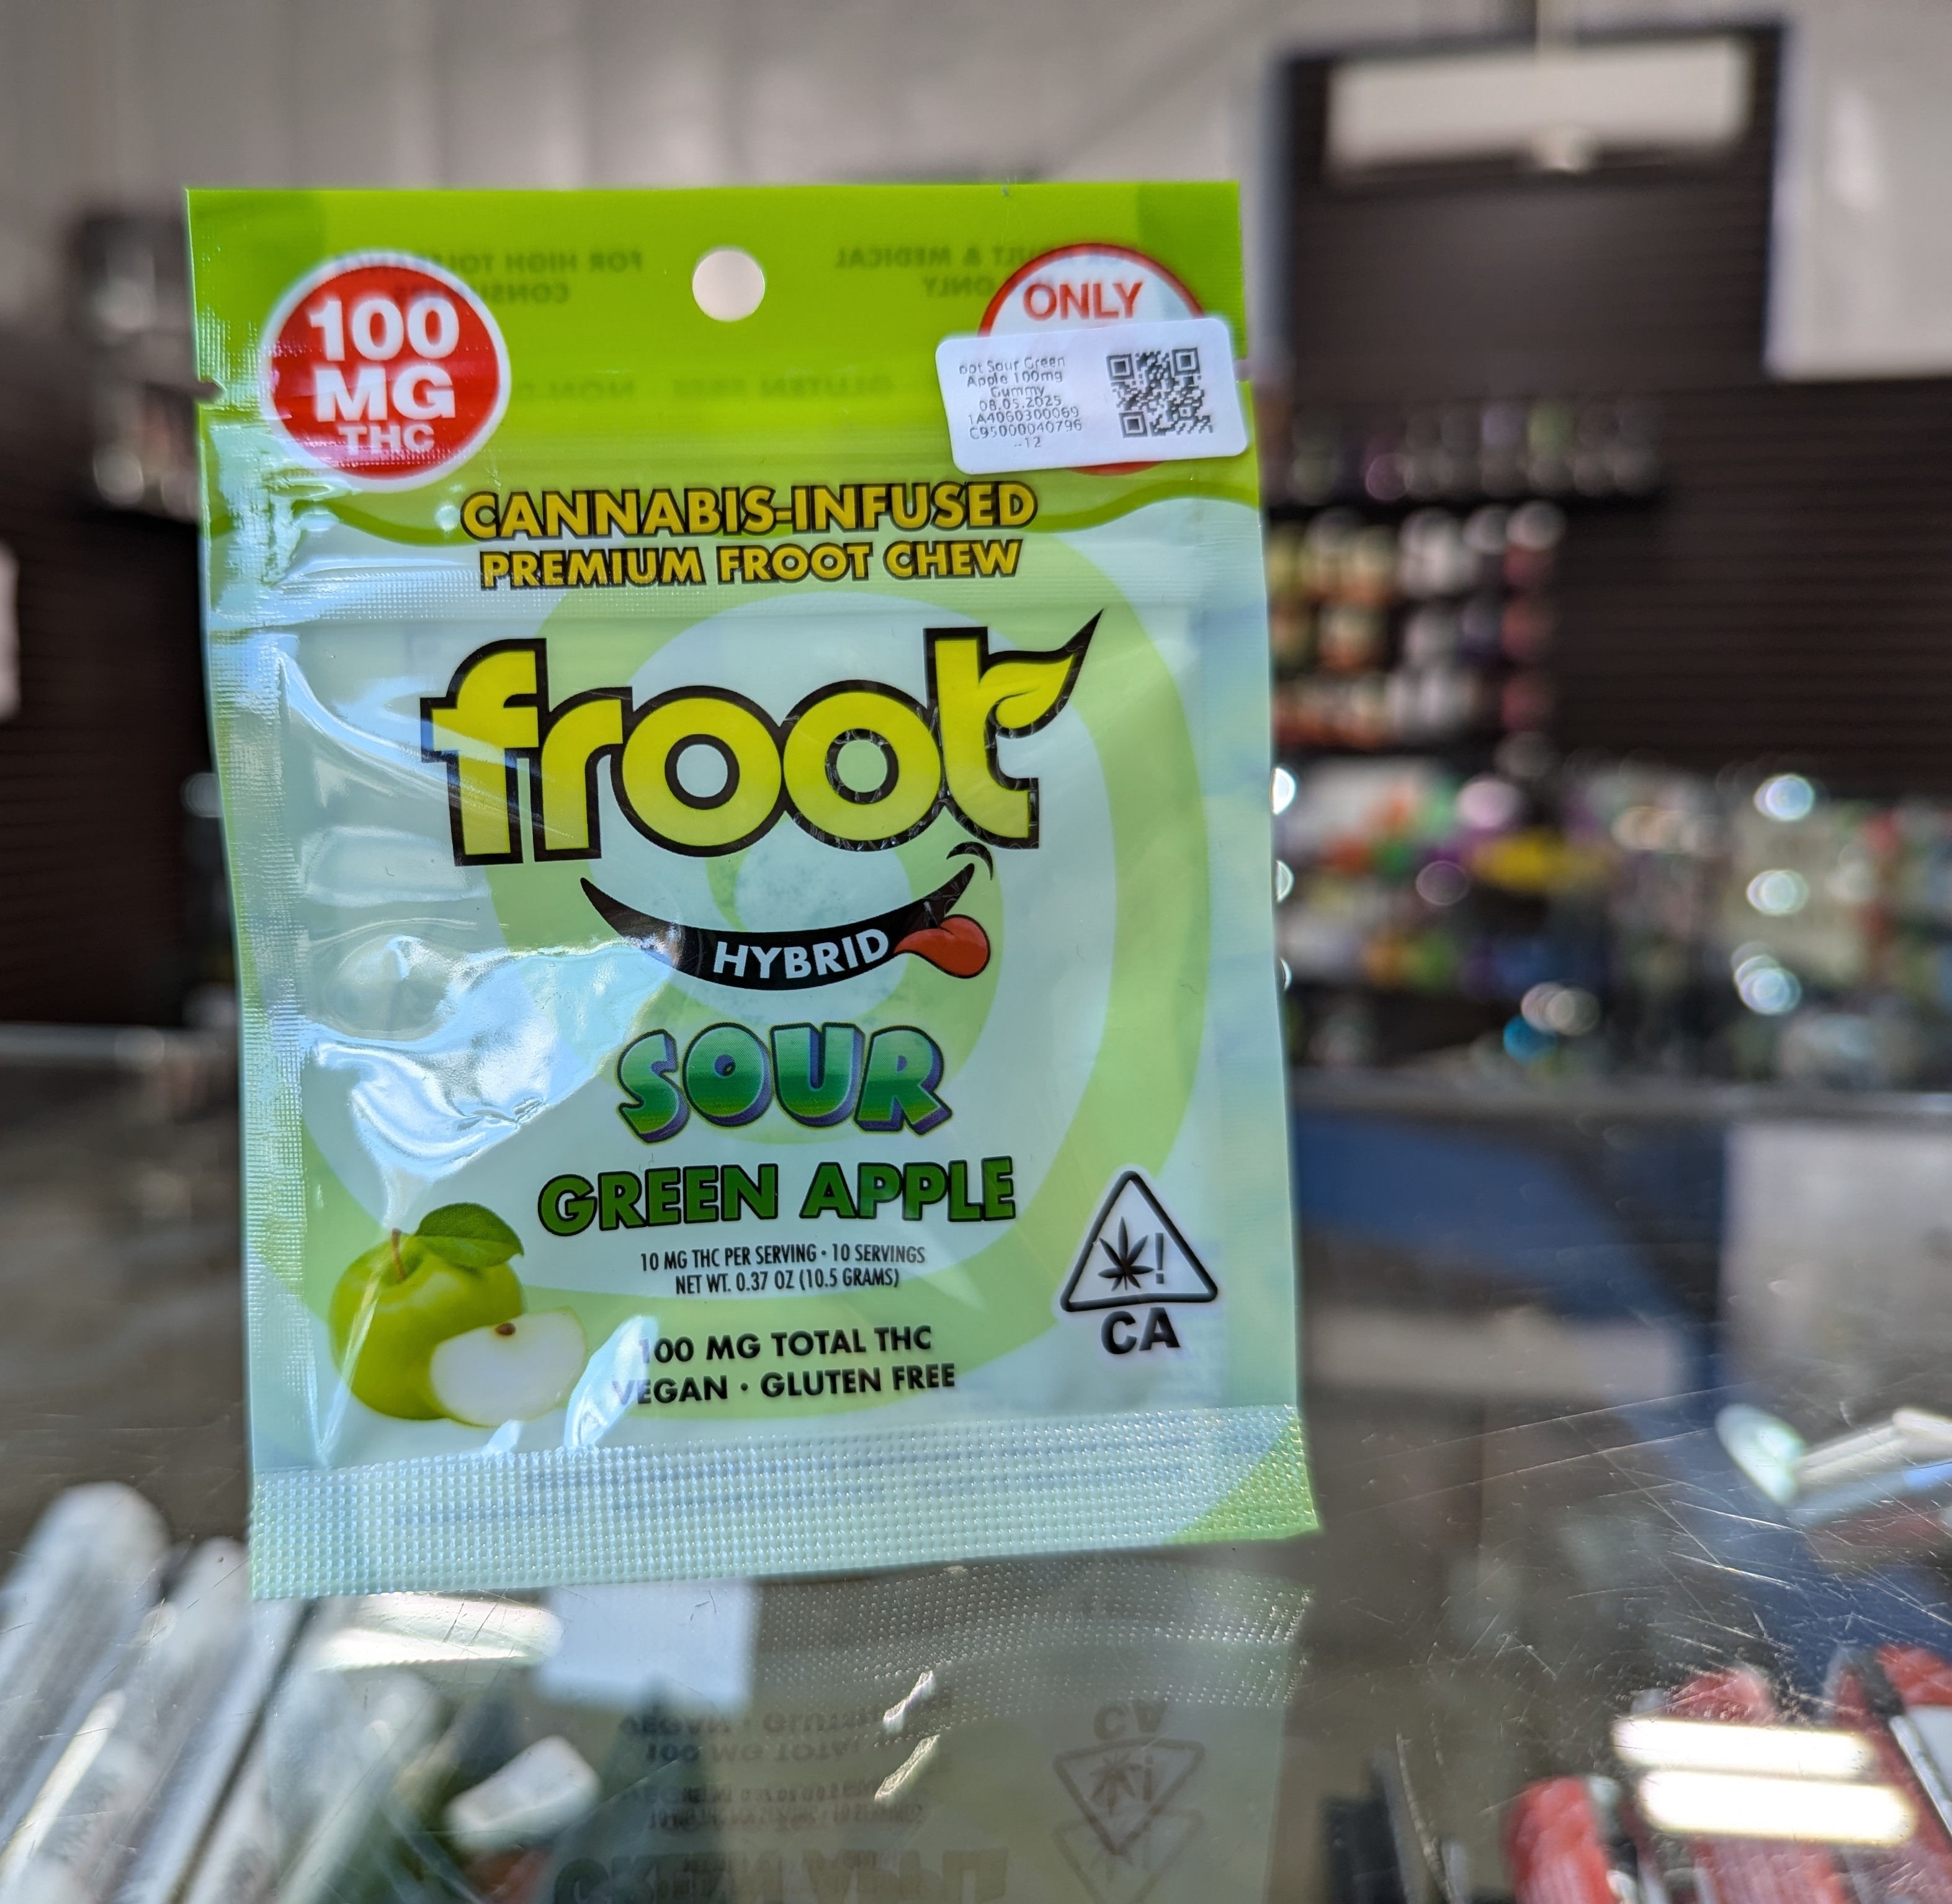 100
MG
THC
ONLY
Sour Green
Apple 100mg
Gummy
08.05.2025
1A4060300069
C95000040796
-12
CANNABIS-INFUSED
PREMIUM FROOT CHEW
froot
HYBRID
SOUR
GREEN APPLE
10 MG THC PER SERVING • 10 SERVINGS
NET WT. 0.37 OZ (10.5 GRAMS)
100 MG TOTAL THC
VEGAN • GLUTEN FREE
!
CA